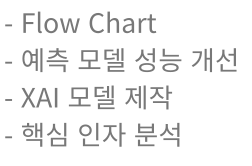 - Flow Chart
- 예측 모델 성능 개선
- XAI 모델 제작
- 핵심 인자 분석